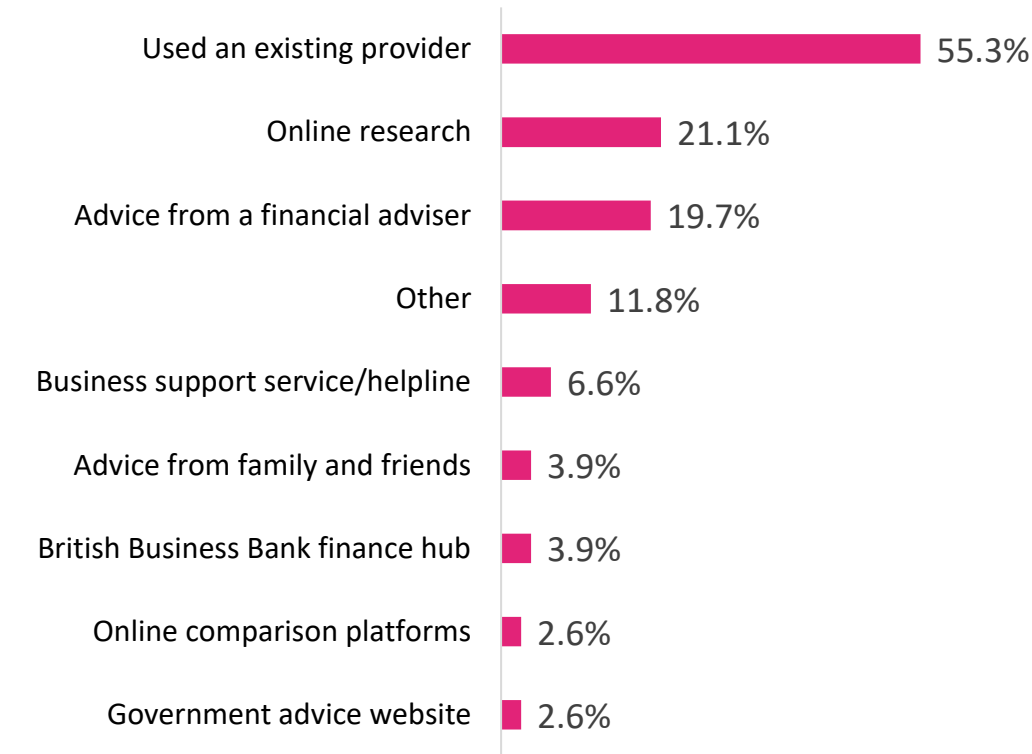 Used an existing provider 55.3%
Online research 21.1%
Advice from a financial adviser 19.7%
Other 11.8%
Business support service/helpline 6.6%
Advice from family and friends 3.9%
British Business Bank finance hub 3.9%
Online comparison platforms 2.6%
Government advice website 2.6%